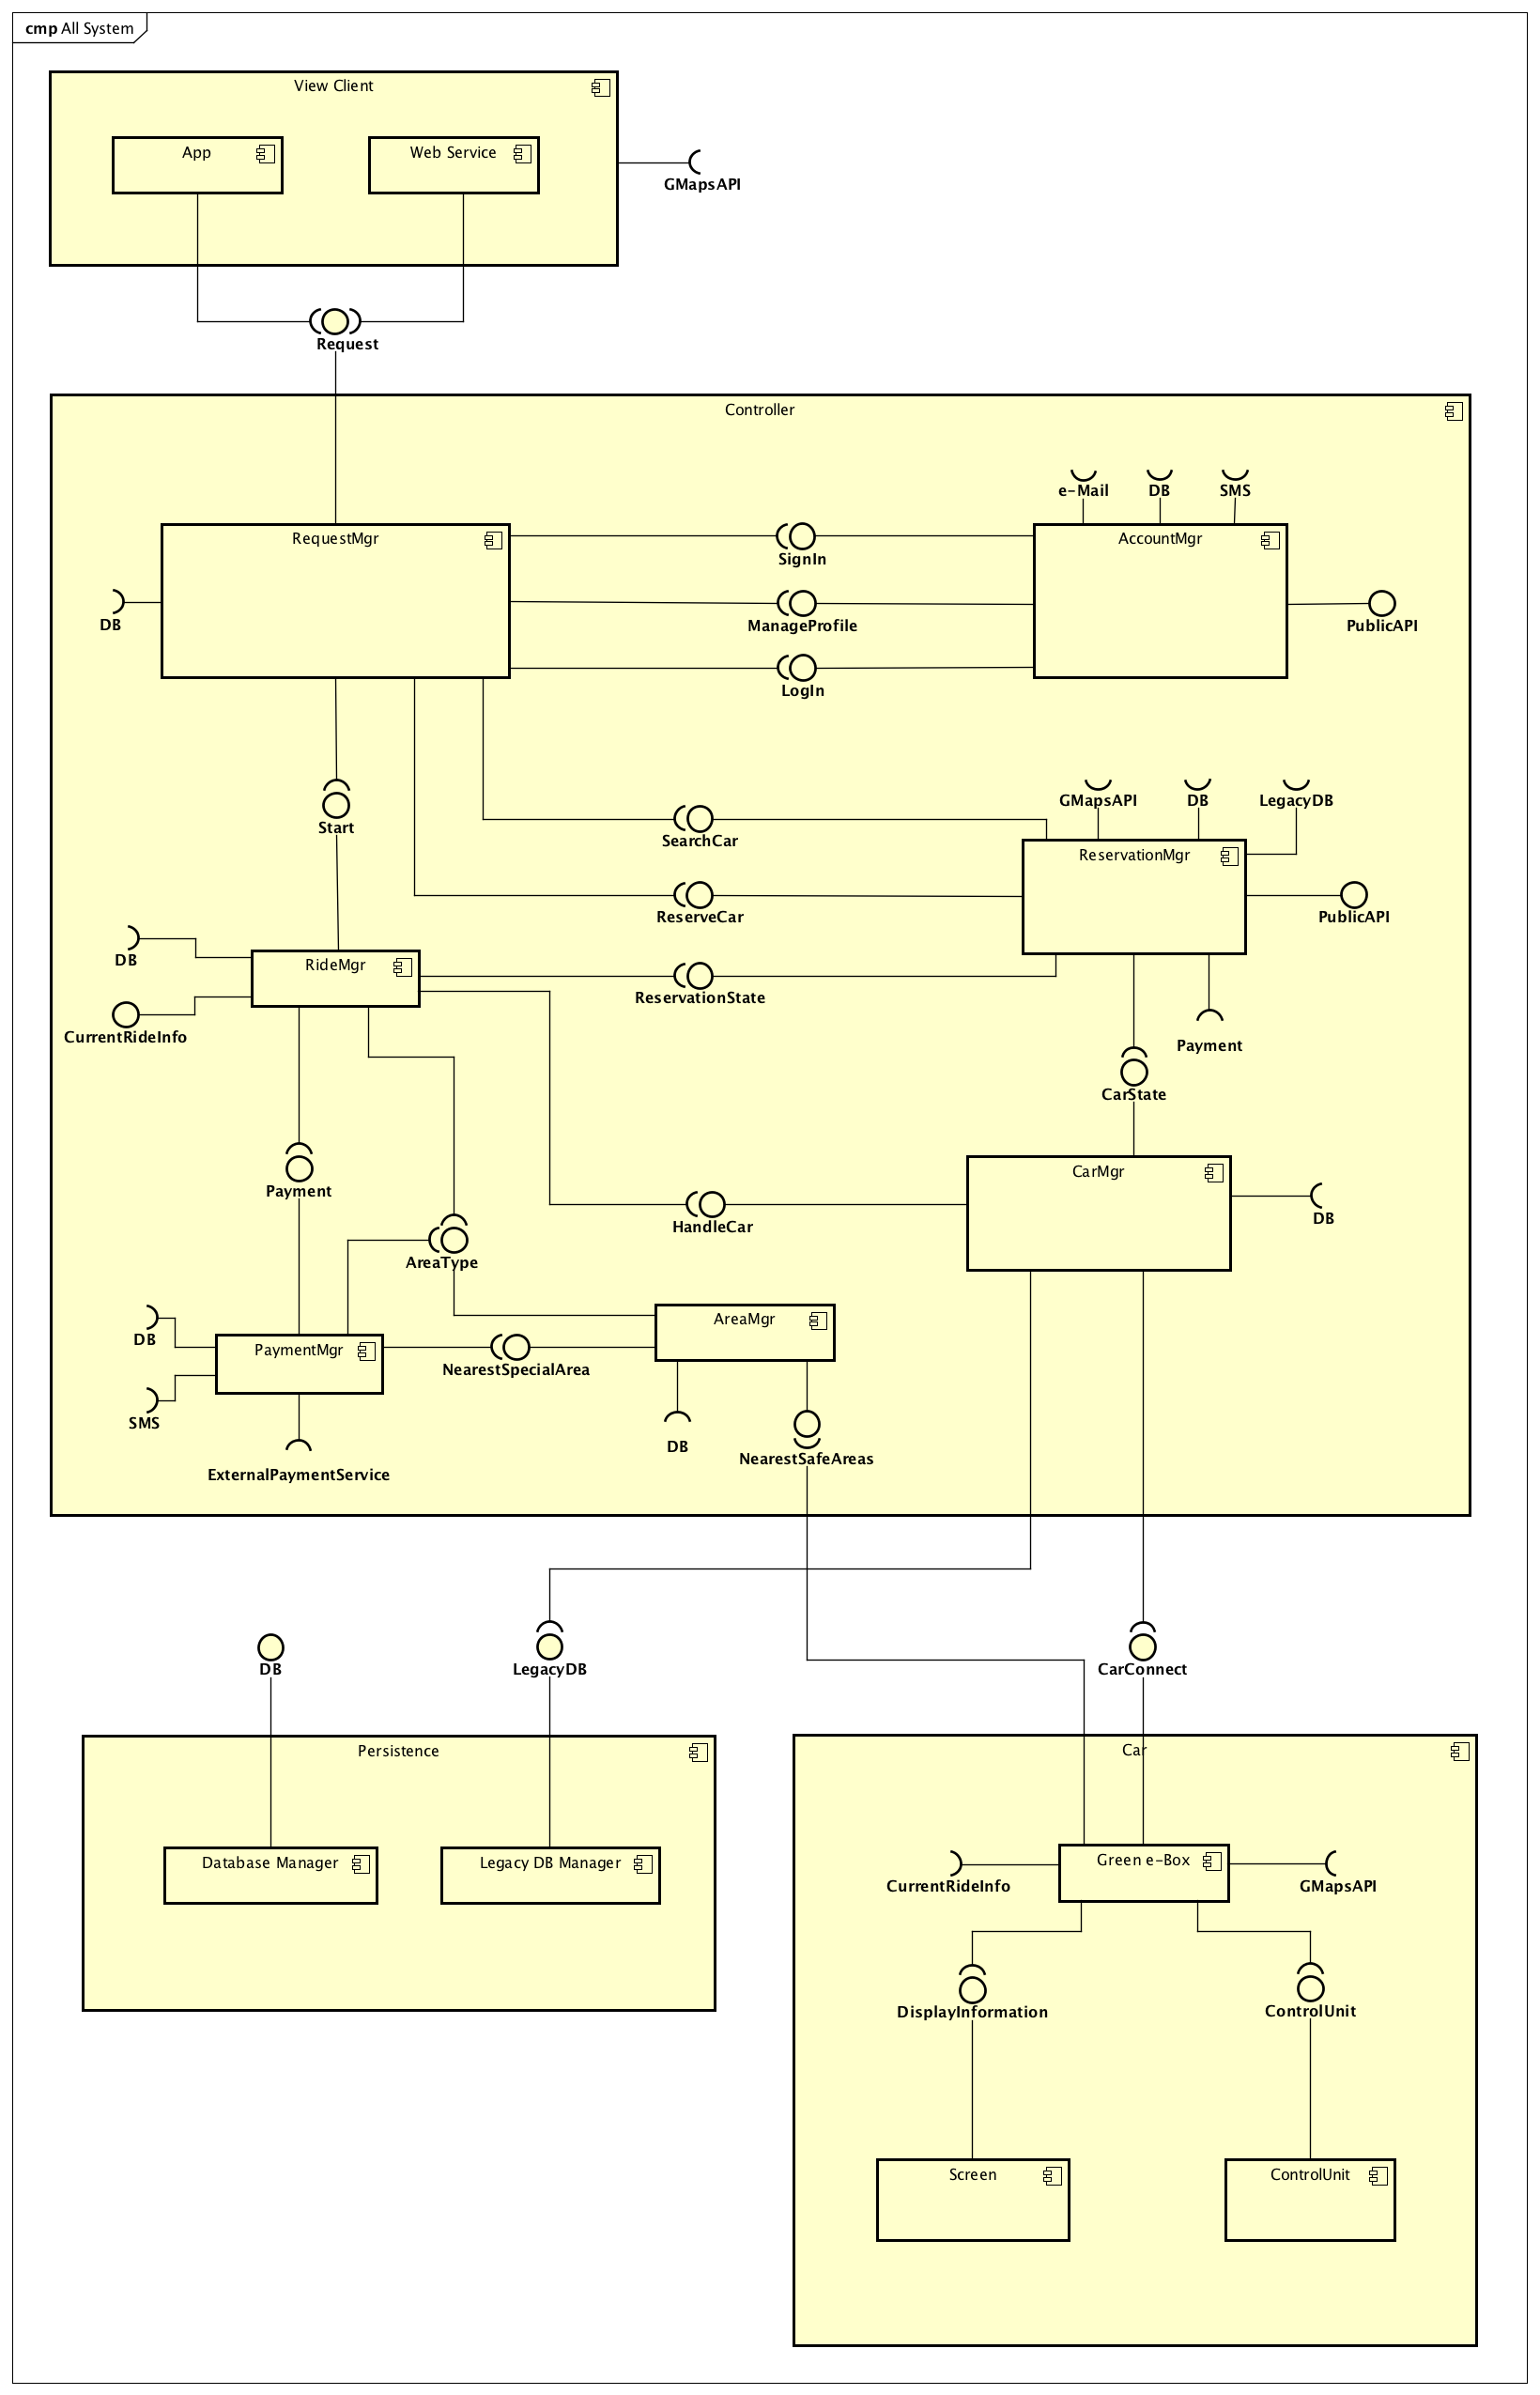 cmp All System
View Client
App
Web Service
GMapsAPI
Request
Controller
e-Mail
DB
SMS
RequestMgr
AccountMgr
SignIn
DB
ManageProfile
PublicAPI
LogIn
GMapsAPI
DB
LegacyDB
Start
SearchCar
ReservationMgr
ReserveCar
PublicAPI
DB
RideMgr
ReservationState
CurrentRideInfo
Payment
CarState
CarMgr
Payment
DB
HandleCar
AreaType
AreaMgr
DB
PaymentMgr
NearestSpecialArea
SMS
DB
NearestSafeAreas
ExternalPaymentService
DB
LegacyDB
CarConnect
Persistence
Car
Database Manager
Legacy DB Manager
Green e-Box
CurrentRideInfo
GMapsAPI
DisplayInformation
ControlUnit
Screen
ControlUnit